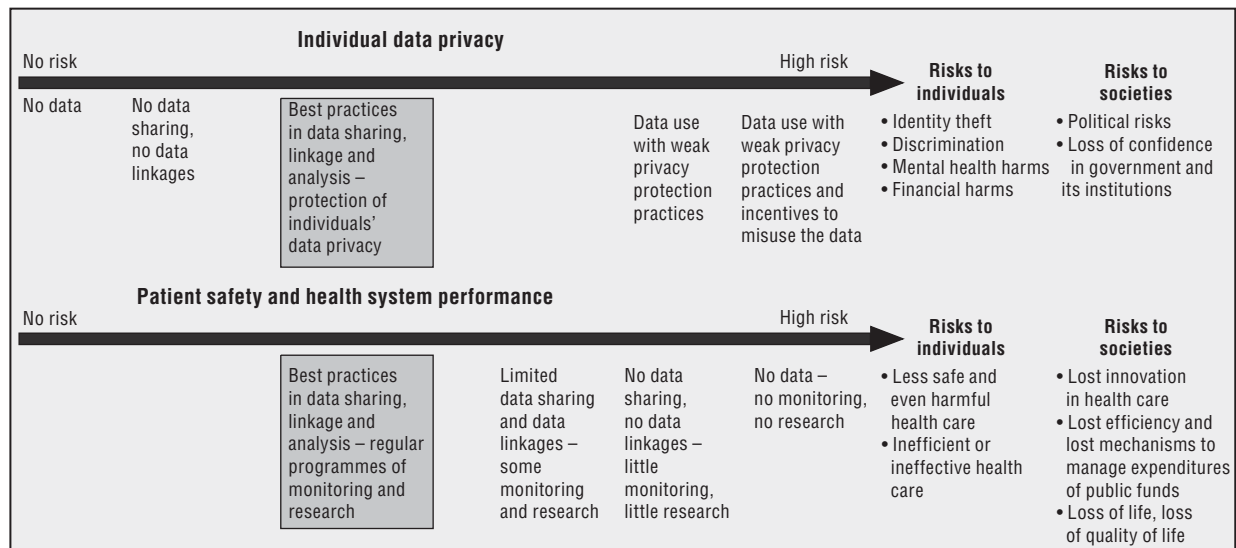 Individual data privacy
No risk
High risk
No data
No data
sharing,
no data
linkages
Best practices
in data sharing,
linkage and
analysis –
protection of
individuals’
data privacy
Data use
with weak
privacy
protection
practices
Data use with
weak privacy
protection
practices and
incentives to
misuse the data
Risks to
individuals
• Identity theft
• Discrimination
• Mental health harms
• Financial harms
Risks to
societies
• Political risks
• Loss of confidence
in government and
its institutions
Patient safety and health system performance
No risk
High risk
Best practices
in data sharing,
linkage and
analysis – regular
programmes of
monitoring and
research
Limited
data sharing
and data
linkages –
some
monitoring
and research
No data
sharing,
no data
linkages –
little
monitoring,
little research
No data –
no monitoring,
no research
Risks to
individuals
• Less safe and
even harmful
health care
• Inefficient or
ineffective health
care
Risks to
societies
• Lost innovation
in health care
• Lost efficiency and
lost mechanisms to
manage expenditures
of public funds
• Loss of life, loss
of quality of life